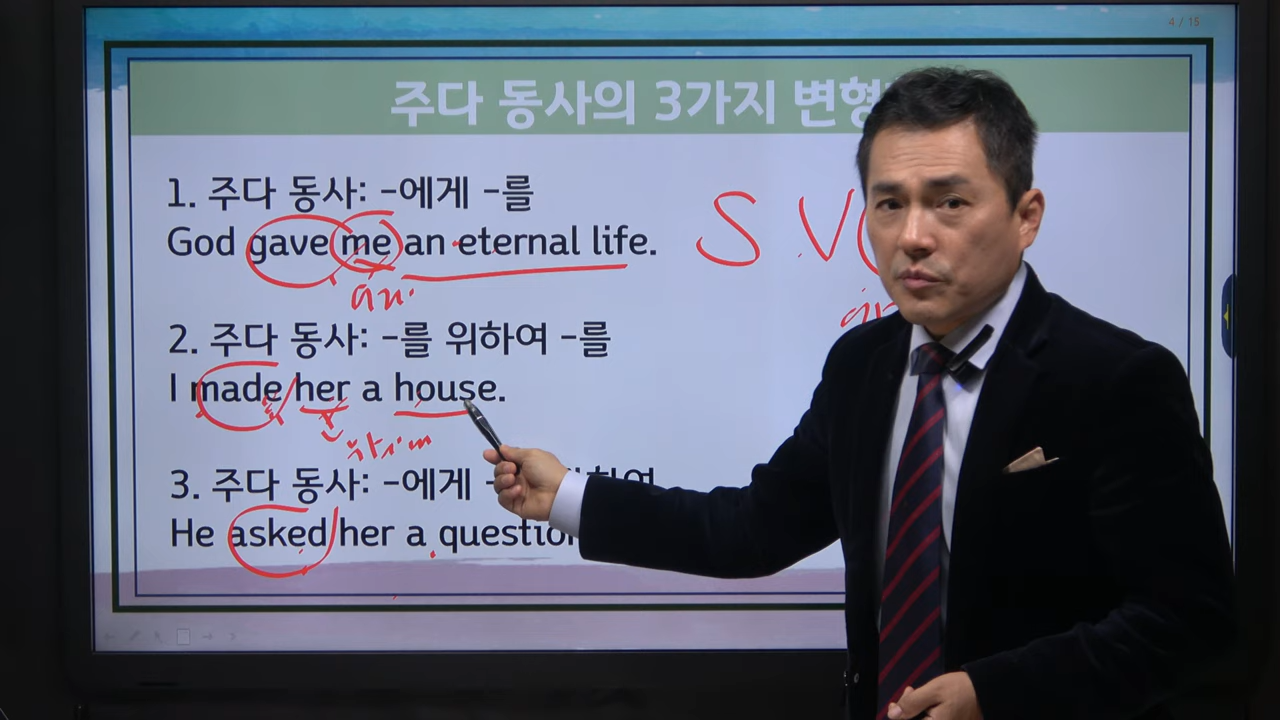 4 / 15
주다 동사의 3가지 변형
1. 주다 동사: -에게 -를
God gave me an eternal life.
S V
2. 주다 동사: -를 위하여 -를
I made her a house.
3. 주다 동사: -에게
He asked her a question